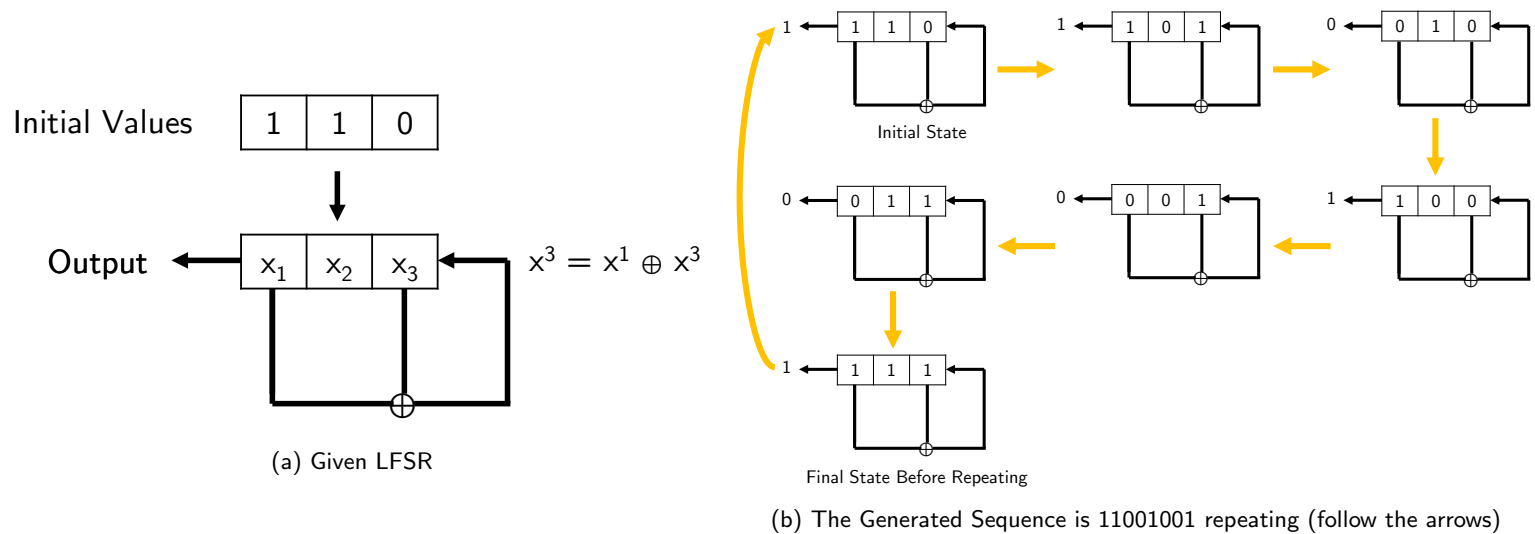 Initial Values
1 1 0
Output
x₁ x₂ x₃
x³ = x¹ ⊕ x³
(a) Given LFSR
1
1 1 0
Initial State
1
1 0 1
0
0 1 0
1
1 0 0
0
0 0 1
0
0 1 1
1
1 1 1
Final State Before Repeating
(b) The Generated Sequence is 11001001 repeating (follow the arrows)